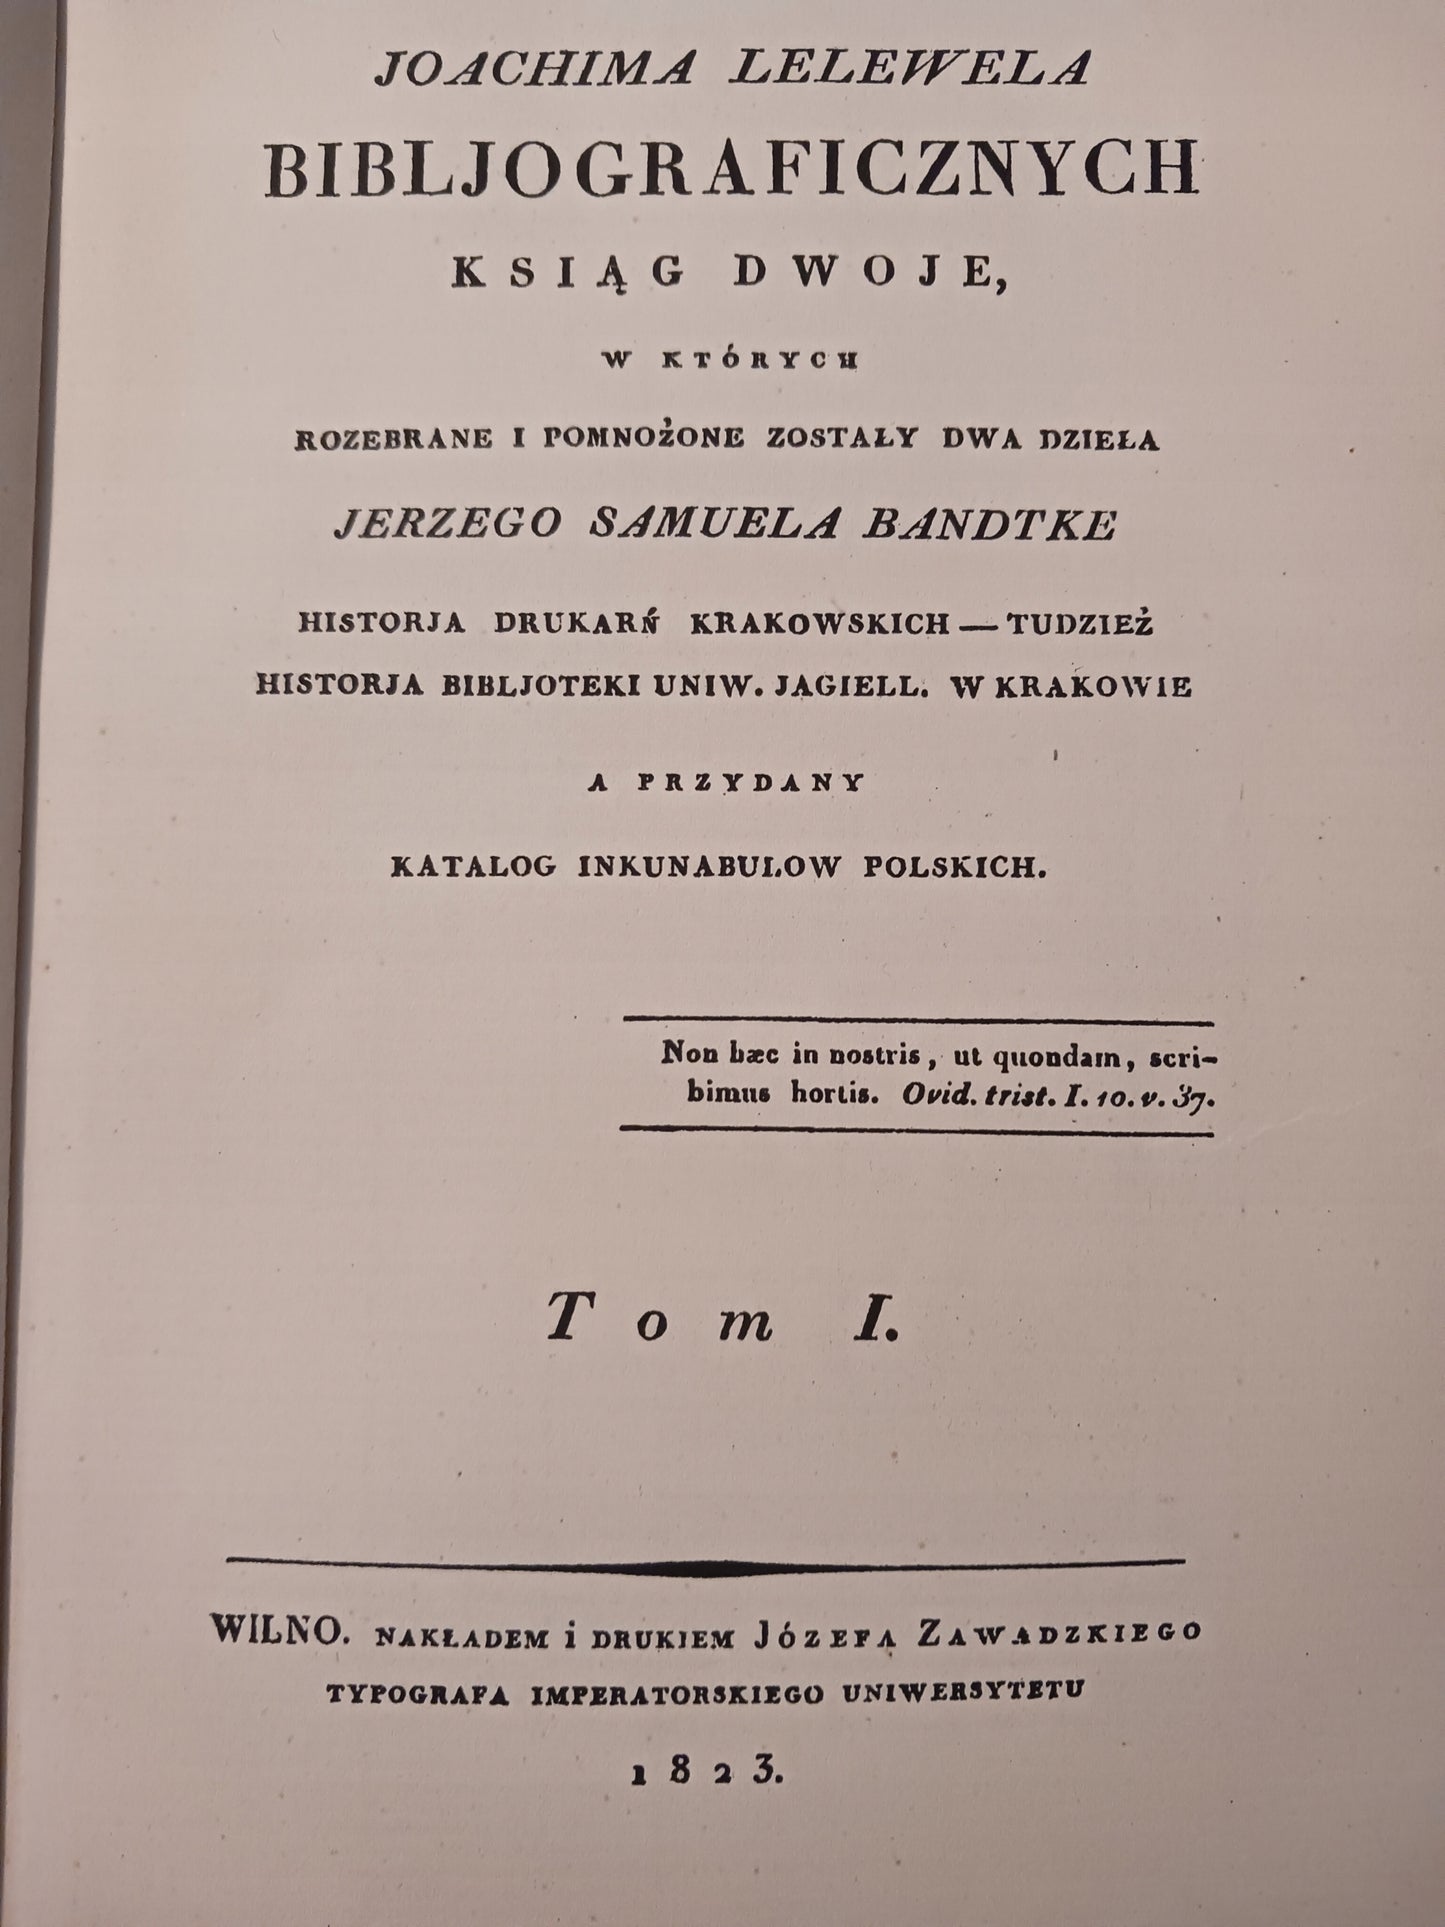 JOACHIMA LELEWELA
BIBLJOGRAFICZNYCH
KSIĄG DWOJE,
W KTÓRYCH
ROZEBRANE I POMNOŻONE ZOSTAŁY DWA DZIEŁA
JERZEGO SAMUELA BANDTKE
HISTORJA DRUKARŃ KRAKOWSKICH — TUDZIEŻ
HISTORJA BIBLJOTEKI UNIW. JAGIELL. W KRAKOWIE
A PRZYDANY
KATALOG INKUNABULOW POLSKICH.
Non hæc in nostris, ut quondam, scri-
bimus hortis. Ovid. trist. I. 10. v. 37.
Tom I.
WILNO. NAKŁADEM i DRUKIEM JÓZEFA ZAWADZKIEGO
TYPOGRAFA IMPERATORSKIEGO UNIWERSYTETU
1823.